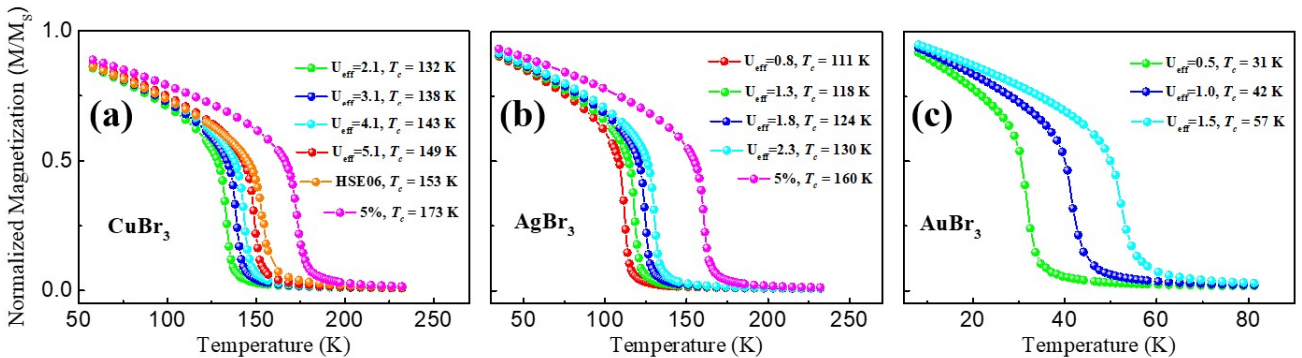 Normalized Magnetization (M/M_S)
1.0
0.5
0.0
(a)
U_eff=2.1, T_c = 132 K
U_eff=3.1, T_c = 138 K
U_eff=4.1, T_c = 143 K
U_eff=5.1, T_c = 149 K
HSE06, T_c = 153 K
5%, T_c = 173 K
CuBr_3
50 100 150 200 250
Temperature (K)
(b)
U_eff=0.8, T_c = 111 K
U_eff=1.3, T_c = 118 K
U_eff=1.8, T_c = 124 K
U_eff=2.3, T_c = 130 K
5%, T_c = 160 K
AgBr_3
50 100 150 200 250
Temperature (K)
(c)
U_eff=0.5, T_c = 31 K
U_eff=1.0, T_c = 42 K
U_eff=1.5, T_c = 57 K
AuBr_3
20 40 60 80
Temperature (K)